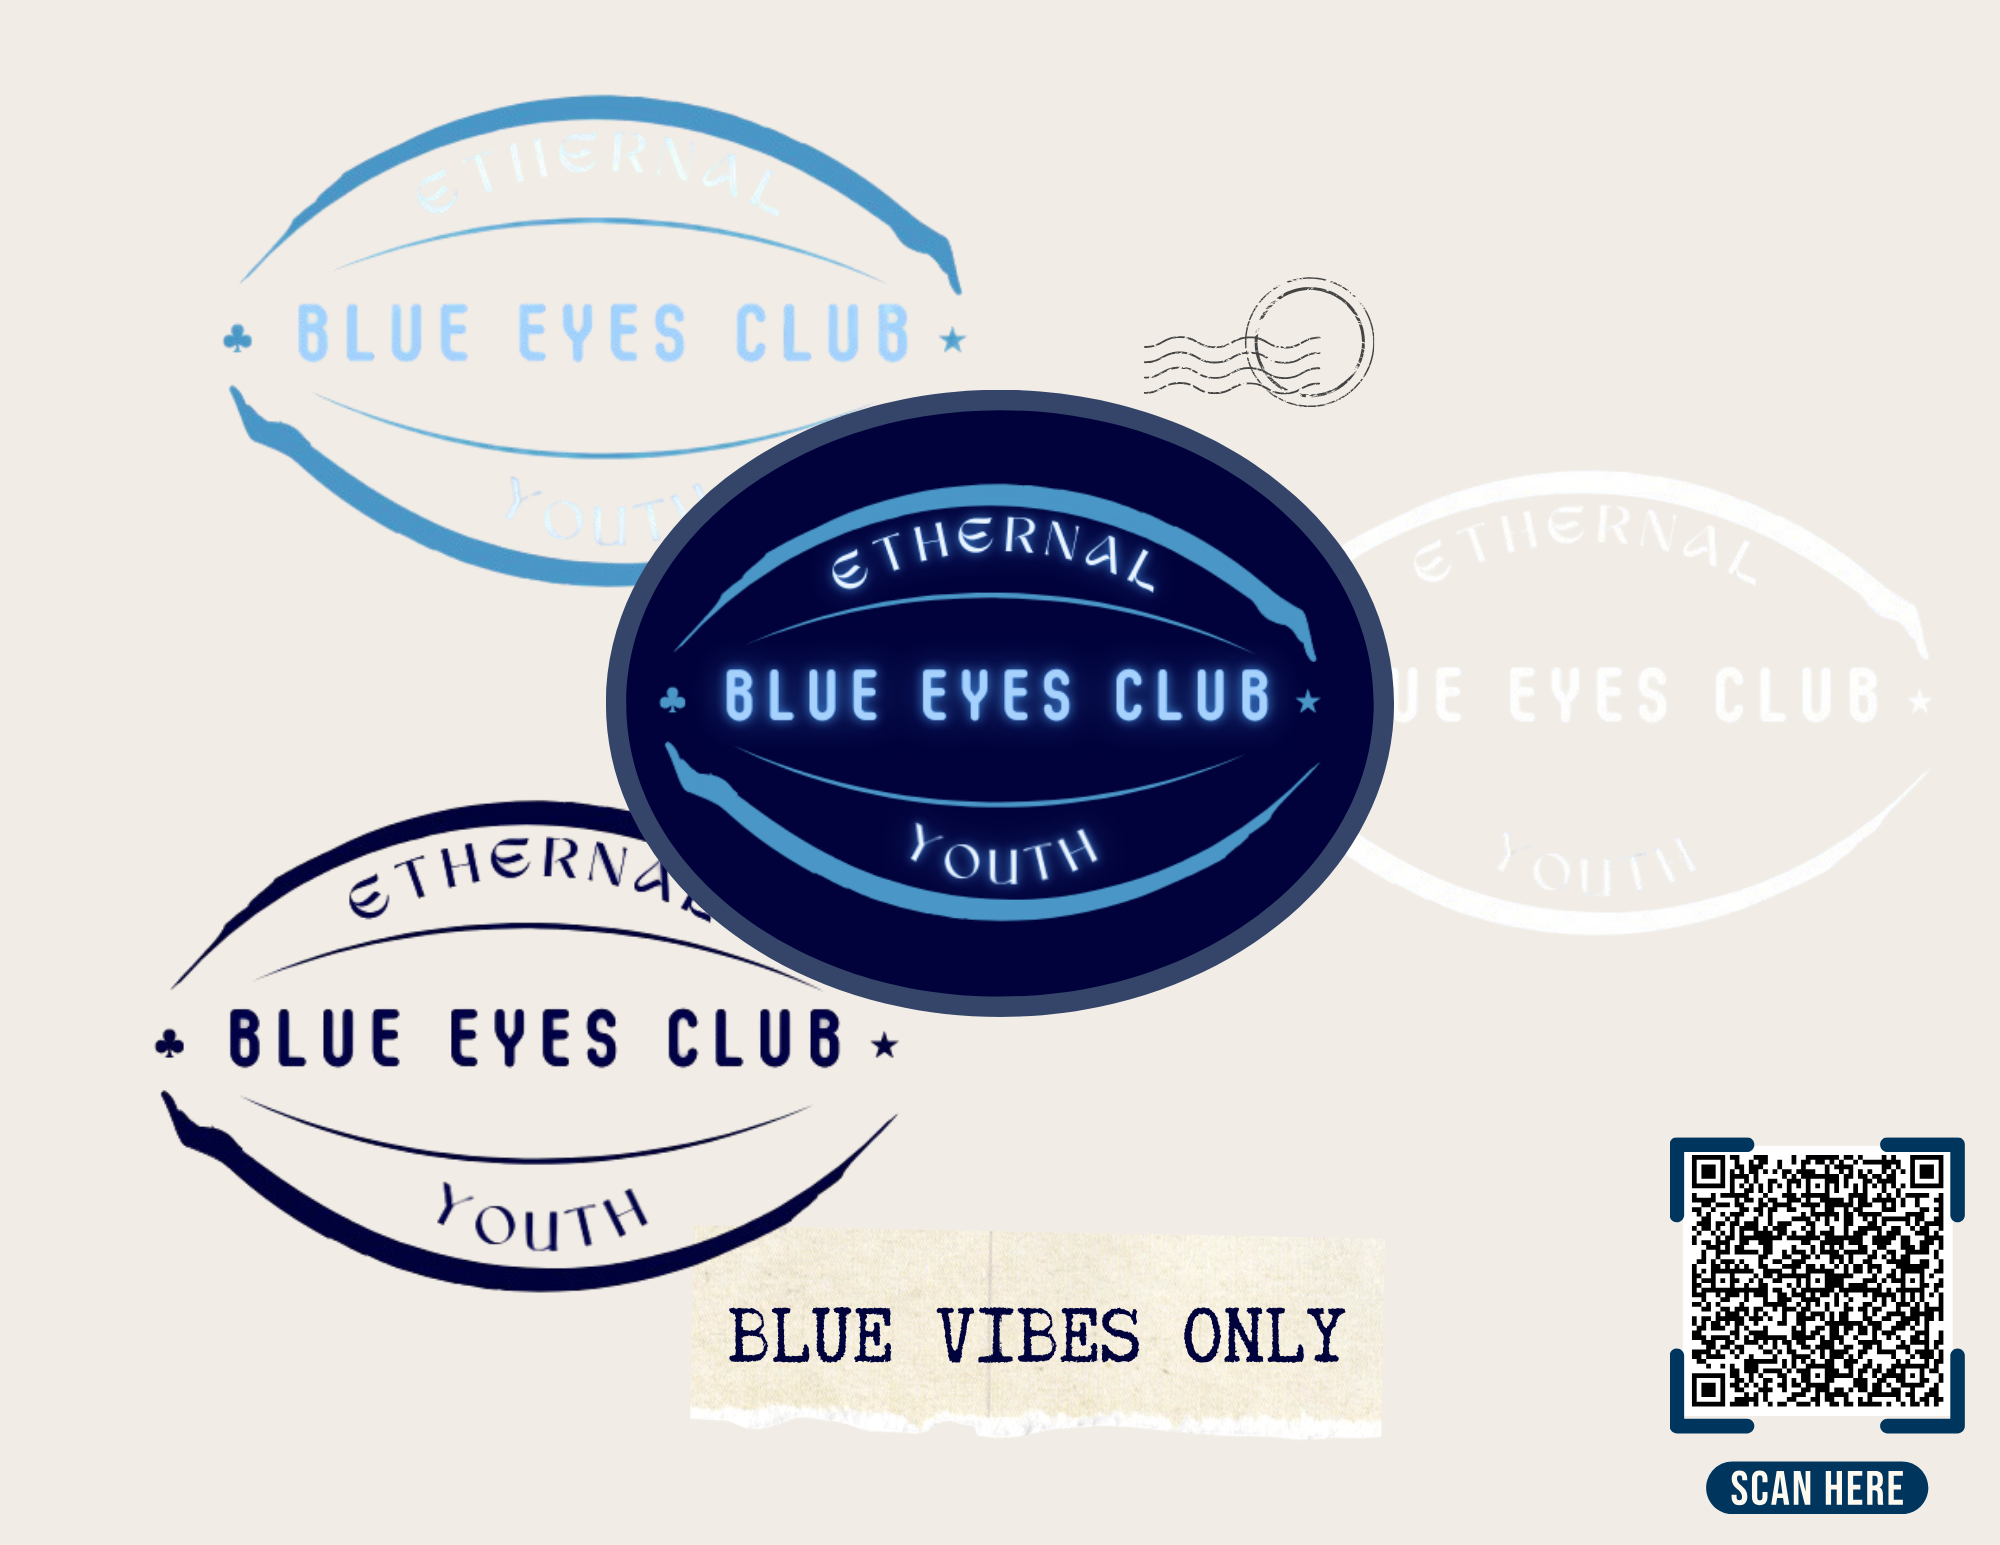 ETHERNAL
BLUE EYES CLUB
YOUTH
ETHERNAL
BLUE EYES CLUB
YOUTH
ETHERNAL
UE EYES CLUB
YOUTH
ETHERNAL
BLUE EYES CLUB
YOUTH
BLUE VIBES ONLY
SCAN HERE